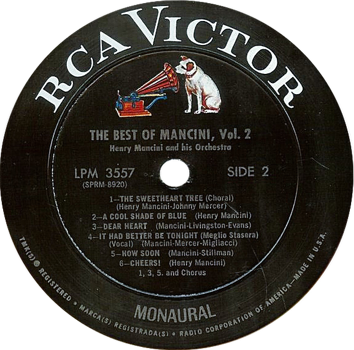 RCA VICTOR
THE BEST OF MANCINI, Vol. 2
Henry Mancini and his Orchestra
LPM 3557 SIDE 2
(SPRM-8920)
1—THE SWEETHEART TREE (Choral)
(Henry Mancini-Johnny Mercer)
2—A COOL SHADE OF BLUE (Henry Mancini)
3—DEAR HEART (Mancini-Livingston-Evans)
4—IT HAD BETTER BE TONIGHT (Meglio Stasera)
(Vocal) (Mancini-Mercer-Migliacci)
5—HOW SOON (Mancini-Stillman)
6—CHEERS! (Henry Mancini)
1, 3, 5. and Chorus
MONAURAL
TMK(S) ® REGISTERED • MARCA(S) REGISTRADA(S) • RADIO CORPORATION OF AMERICA—MADE IN U.S.A.